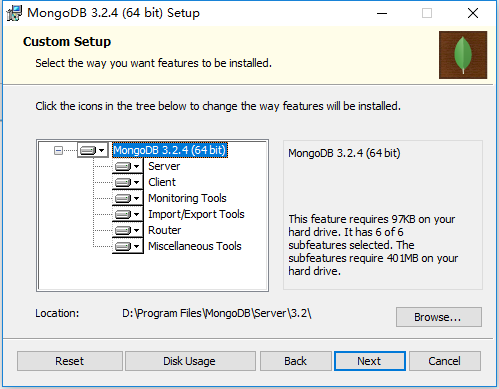 MongoDB 3.2.4 (64 bit) Setup
Custom Setup
Select the way you want features to be installed.
Click the icons in the tree below to change the way features will be installed.
MongoDB 3.2.4 (64 bit)
Server
Client
Monitoring Tools
Import/Export Tools
Router
Miscellaneous Tools
MongoDB 3.2.4 (64 bit)
This feature requires 97KB on your
hard drive. It has 6 of 6
subfeatures selected. The
subfeatures require 401MB on your
hard drive.
Location: D:\Program Files\MongoDB\Server\3.2\
Browse...
Reset Disk Usage Back Next Cancel